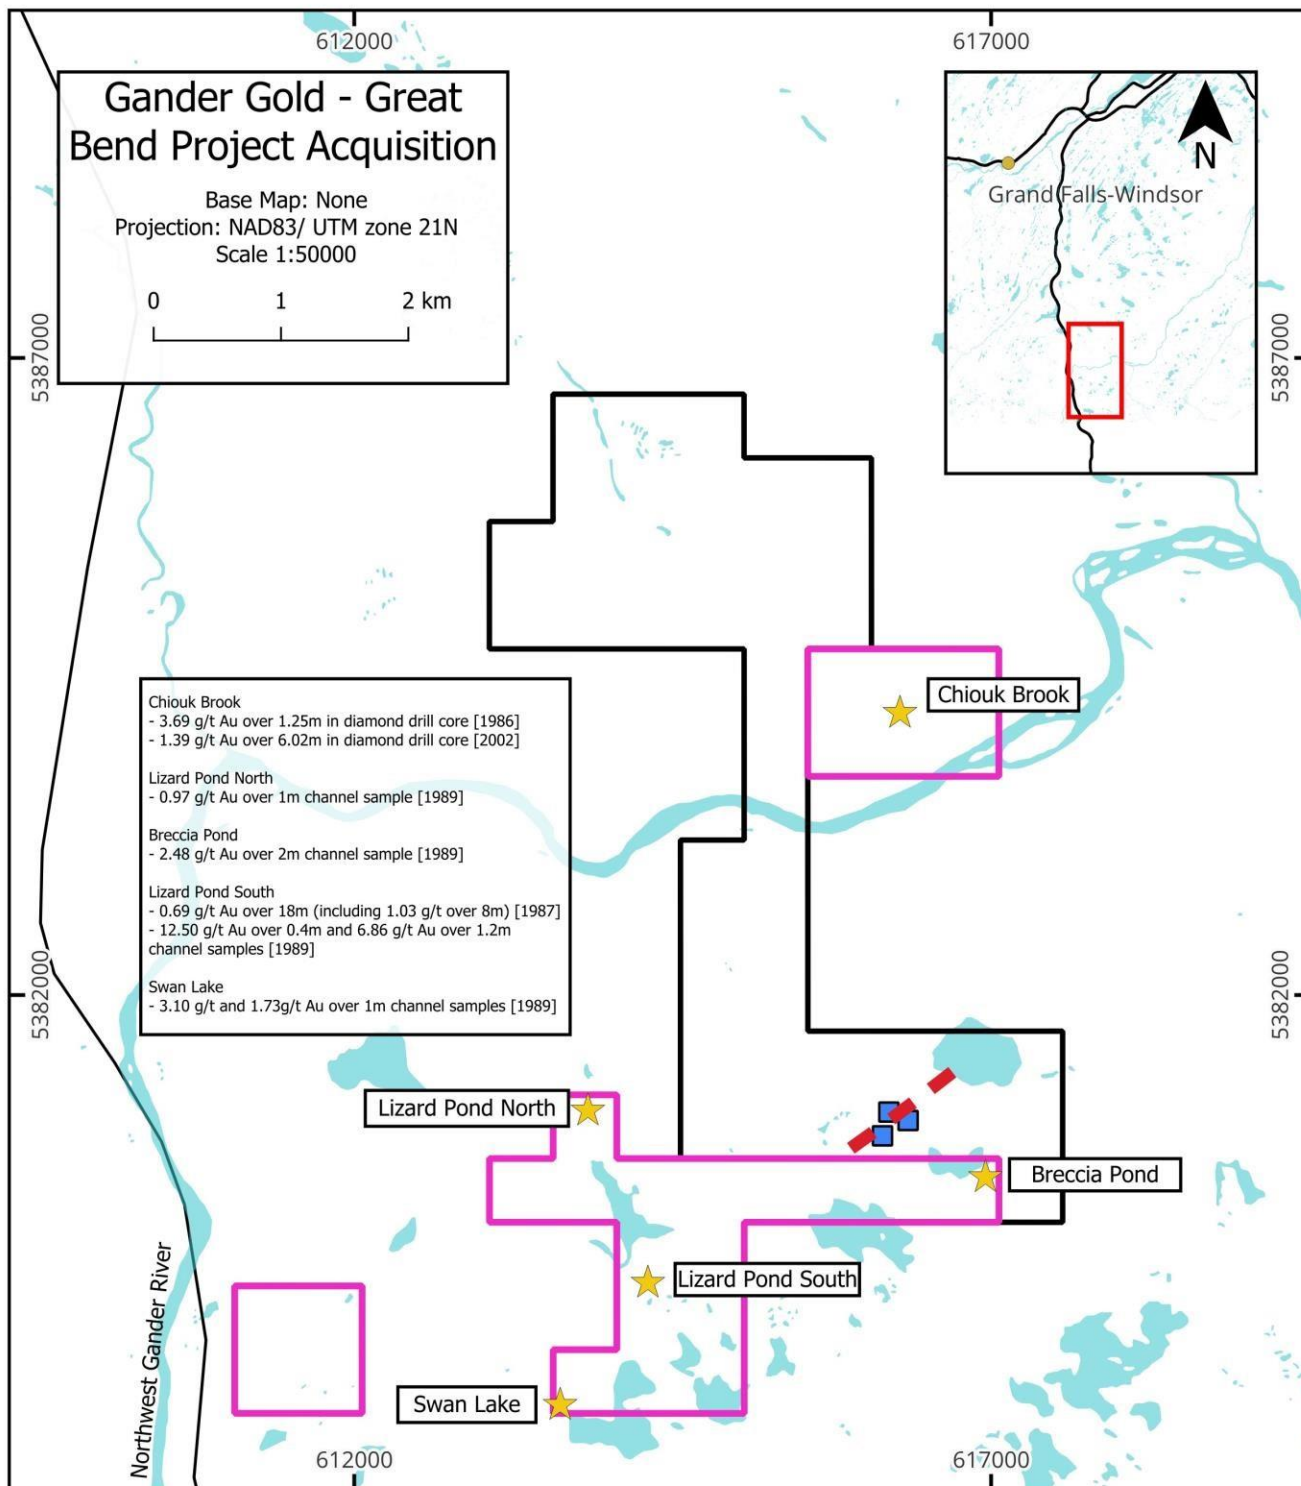 612000
617000
Gander Gold - Great
Bend Project Acquisition
Base Map: None
Projection: NAD83/ UTM zone 21N
Scale 1:50000
0 1 2 km
N
Grand Falls-Windsor
5387000
5387000
Chiouk Brook
Chiouk Brook
- 3.69 g/t Au over 1.25m in diamond drill core [1986]
- 1.39 g/t Au over 6.02m in diamond drill core [2002]
Lizard Pond North
- 0.97 g/t Au over 1m channel sample [1989]
Breccia Pond
- 2.48 g/t Au over 2m channel sample [1989]
Lizard Pond South
- 0.69 g/t Au over 18m (including 1.03 g/t over 8m) [1987]
- 12.50 g/t Au over 0.4m and 6.86 g/t Au over 1.2m
channel samples [1989]
Swan Lake
- 3.10 g/t and 1.73g/t Au over 1m channel samples [1989]
5382000
5382000
Lizard Pond North
Breccia Pond
Lizard Pond South
Swan Lake
Northwest Gander River
612000
617000